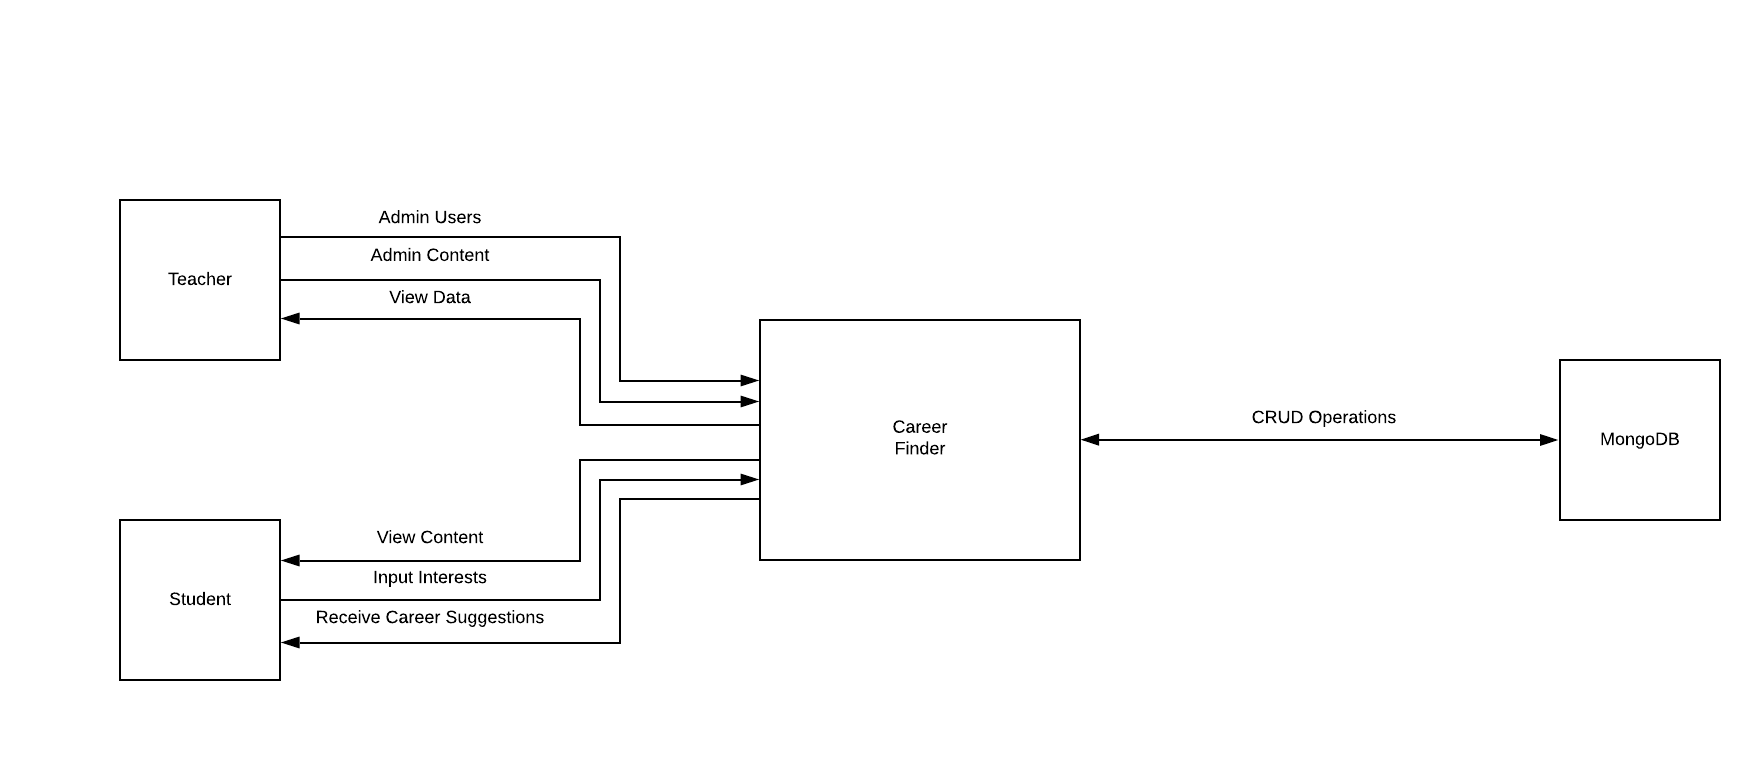 Admin Users
Admin Content
Teacher
View Data
Career
Finder
CRUD Operations
MongoDB
View Content
Input Interests
Student
Receive Career Suggestions